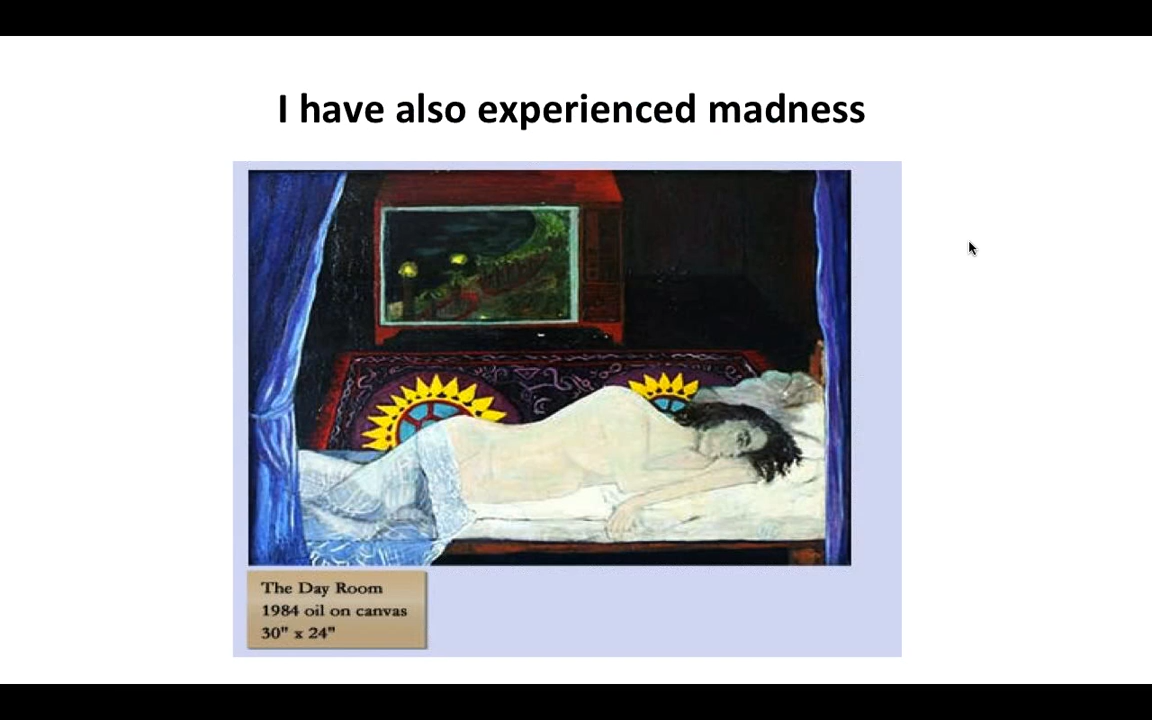 I have also experienced madness
The Day Room
1984 oil on canvas
30" x 24"